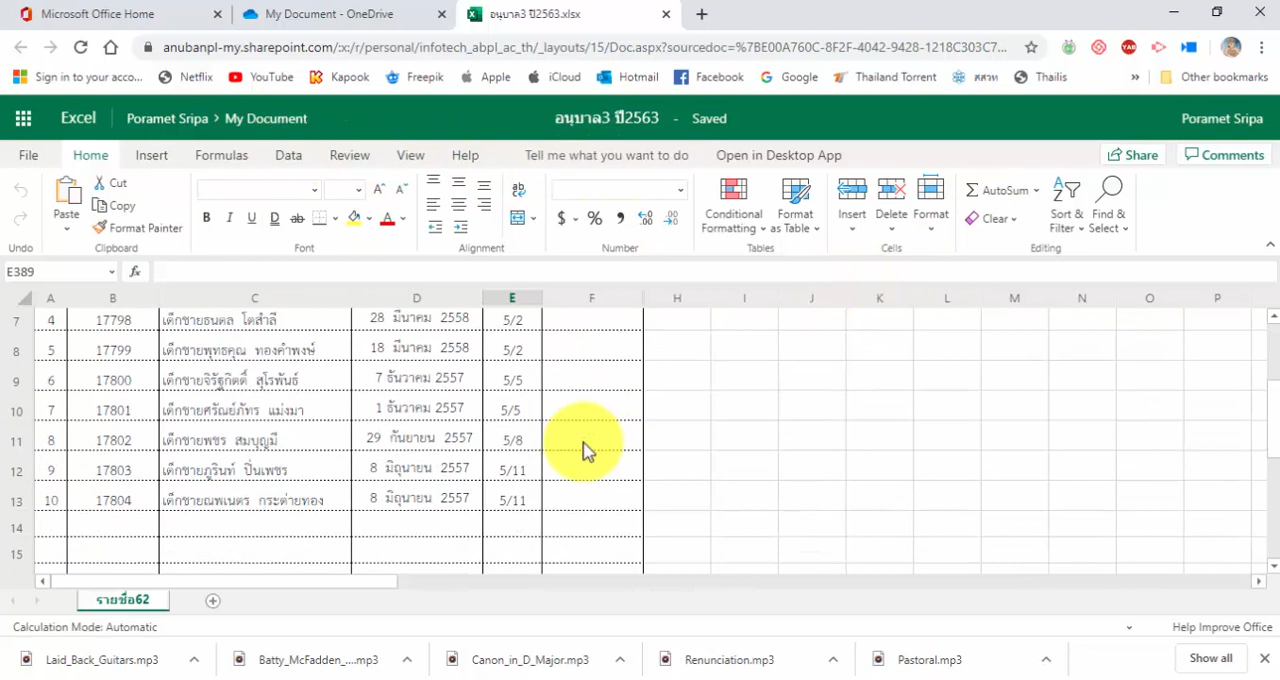 Microsoft Office Home
My Document - OneDrive
อนุบาล3 ปี2563.xlsx
anubanpl-my.sharepoint.com/:x:/r/personal/infotech_abpl_ac_th/_layouts/15/Doc.aspx?sourcedoc=%7BE00A760C-8F2F-4042-9428-1218C303C7...
Sign in to your acco...
Netflix
YouTube
Kapook
Freepik
Apple
iCloud
Hotmail
Facebook
Google
Thailand Torrent
สสวท
Thailis
»
Other bookmarks
Excel
Poramet Sripa > My Document
อนุบาล3 ปี2563 - Saved
Poramet Sripa
File Home Insert Formulas Data Review View Help Tell me what you want to do Open in Desktop App Share Comments
Paste
Cut
Copy
Format Painter
B I U D ab
A
$ % 9
Conditional Formatting
Format as Table
Insert
Delete
Format
AutoSum
Clear
Sort & Filter
Find & Select
Undo Clipboard Font Alignment Number Tables Cells Editing
E389
fx
A B C D E F H I J K L M N O P
7 4 17798 เด็กชายธนดล โตสำลี 28 มีนาคม 2558 5/2
8 5 17799 เด็กชายพุทธคุณ ทองคำพงษ์ 18 มีนาคม 2558 5/2
9 6 17800 เด็กชายจิรัฐกิตติ์ สุโรพันธ์ 7 ธันวาคม 2557 5/5
10 7 17801 เด็กชายศรัณย์ภัทร แม่งมา 1 ธันวาคม 2557 5/5
11 8 17802 เด็กชายพชร สมบุญมี 29 กันยายน 2557 5/8
12 9 17803 เด็กชายภูรินท์ ปิ่นเพชร 8 มิถุนายน 2557 5/11
13 10 17804 เด็กชายณพเนตร กระต่ายทอง 8 มิถุนายน 2557 5/11
14
15
รายชื่อ62
Calculation Mode: Automatic
Help Improve Office
Laid_Back_Guitars.mp3
Batty_McFadden_....mp3
Canon_in_D_Major.mp3
Renunciation.mp3
Pastoral.mp3
Show all